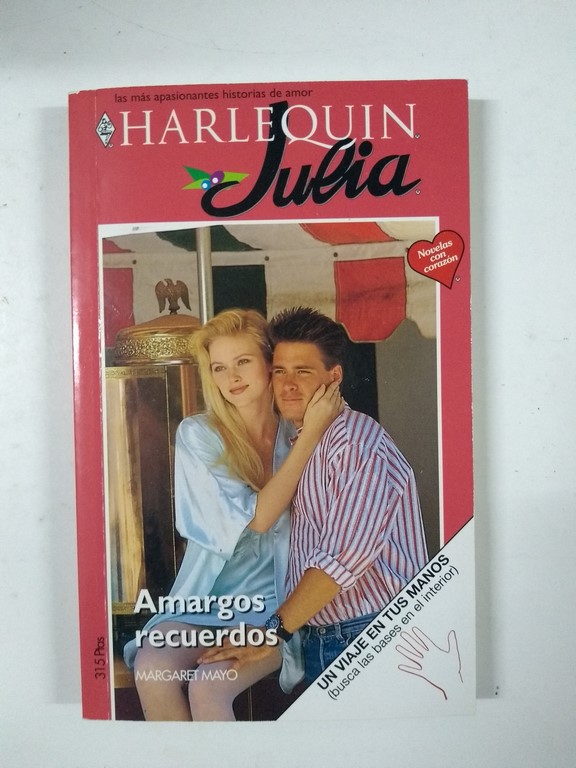 las más apasionantes historias de amor
HARLEQUIN
Julia
Novelas
con
corazón
Amargos
recuerdos
MARGARET MAYO
315 Ptas
UN VIAJE EN TUS MANOS
(busca las bases en el interior)